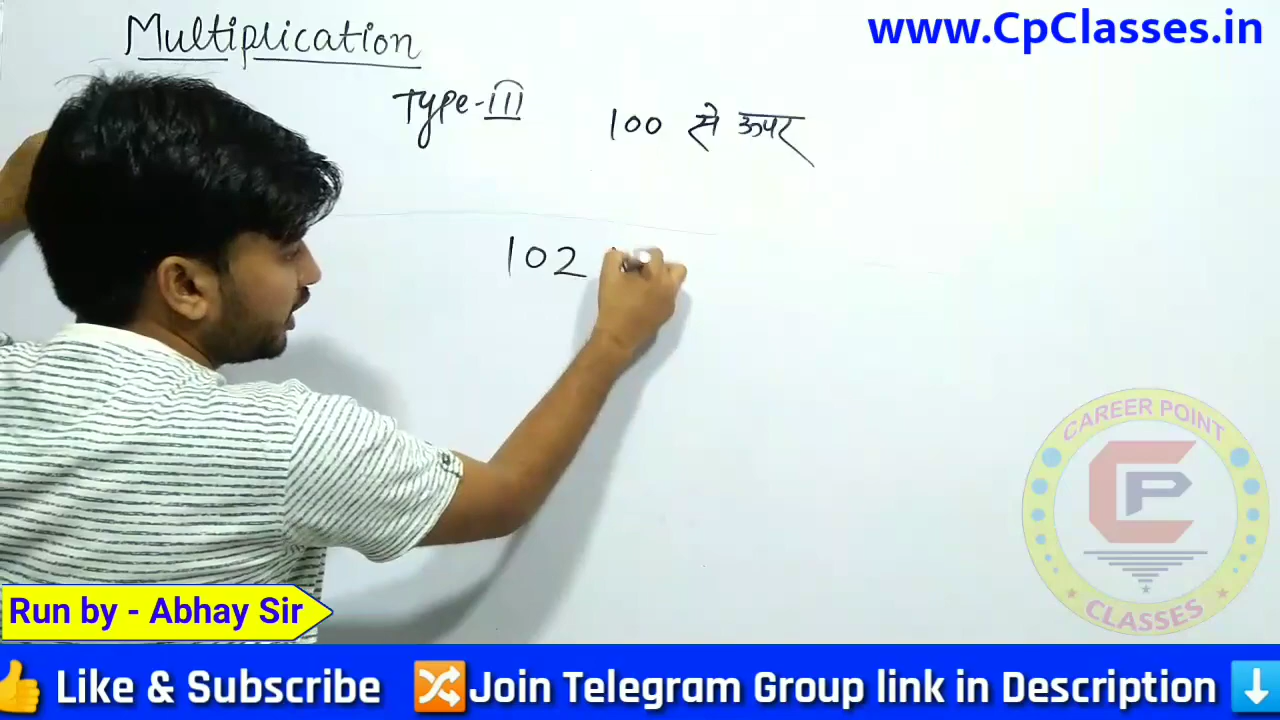 www.CpClasses.in
Multiplication
Type-III
100 से ऊपर
102
CAREER POINT
CP
CLASSES
Run by - Abhay Sir
Like & Subscribe
Join Telegram Group link in Description